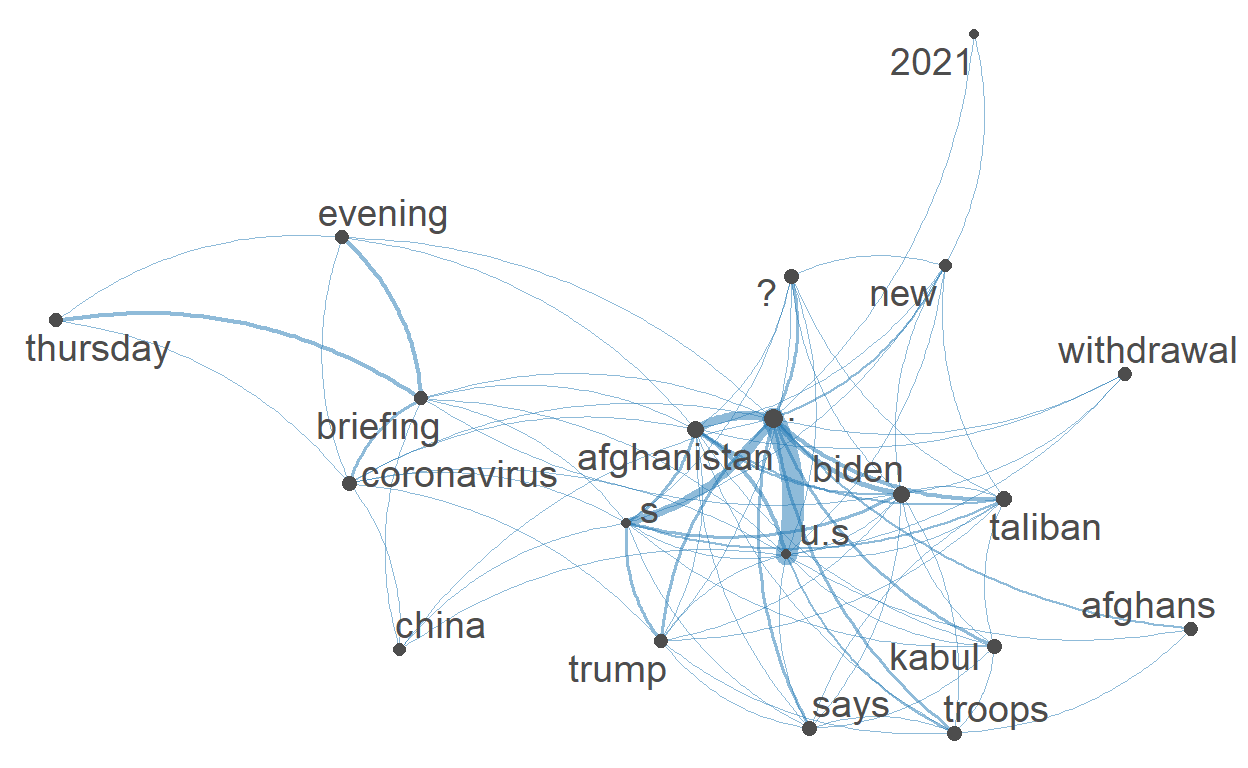 2021
evening
?
new
thursday
withdrawal
briefing
.
afghanistan
biden
coronavirus
s
u.s
taliban
china
afghans
trump
kabul
says
troops